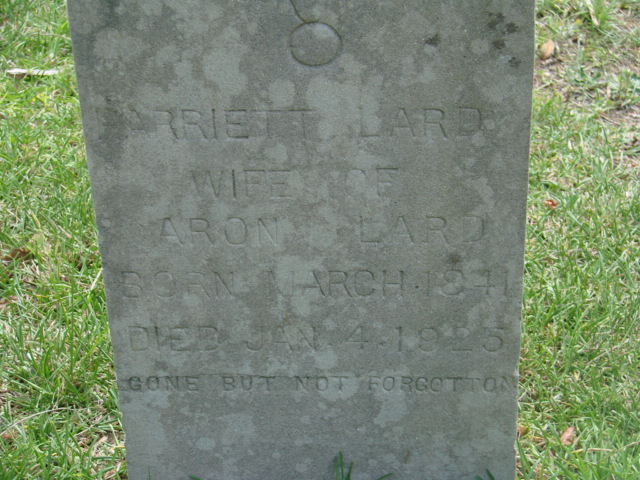 HARRIETT LARD
WIFE OF
ARON LARD
BORN MARCH 1841
DIED JAN. 4. 1925
GONE BUT NOT FORGOTTON